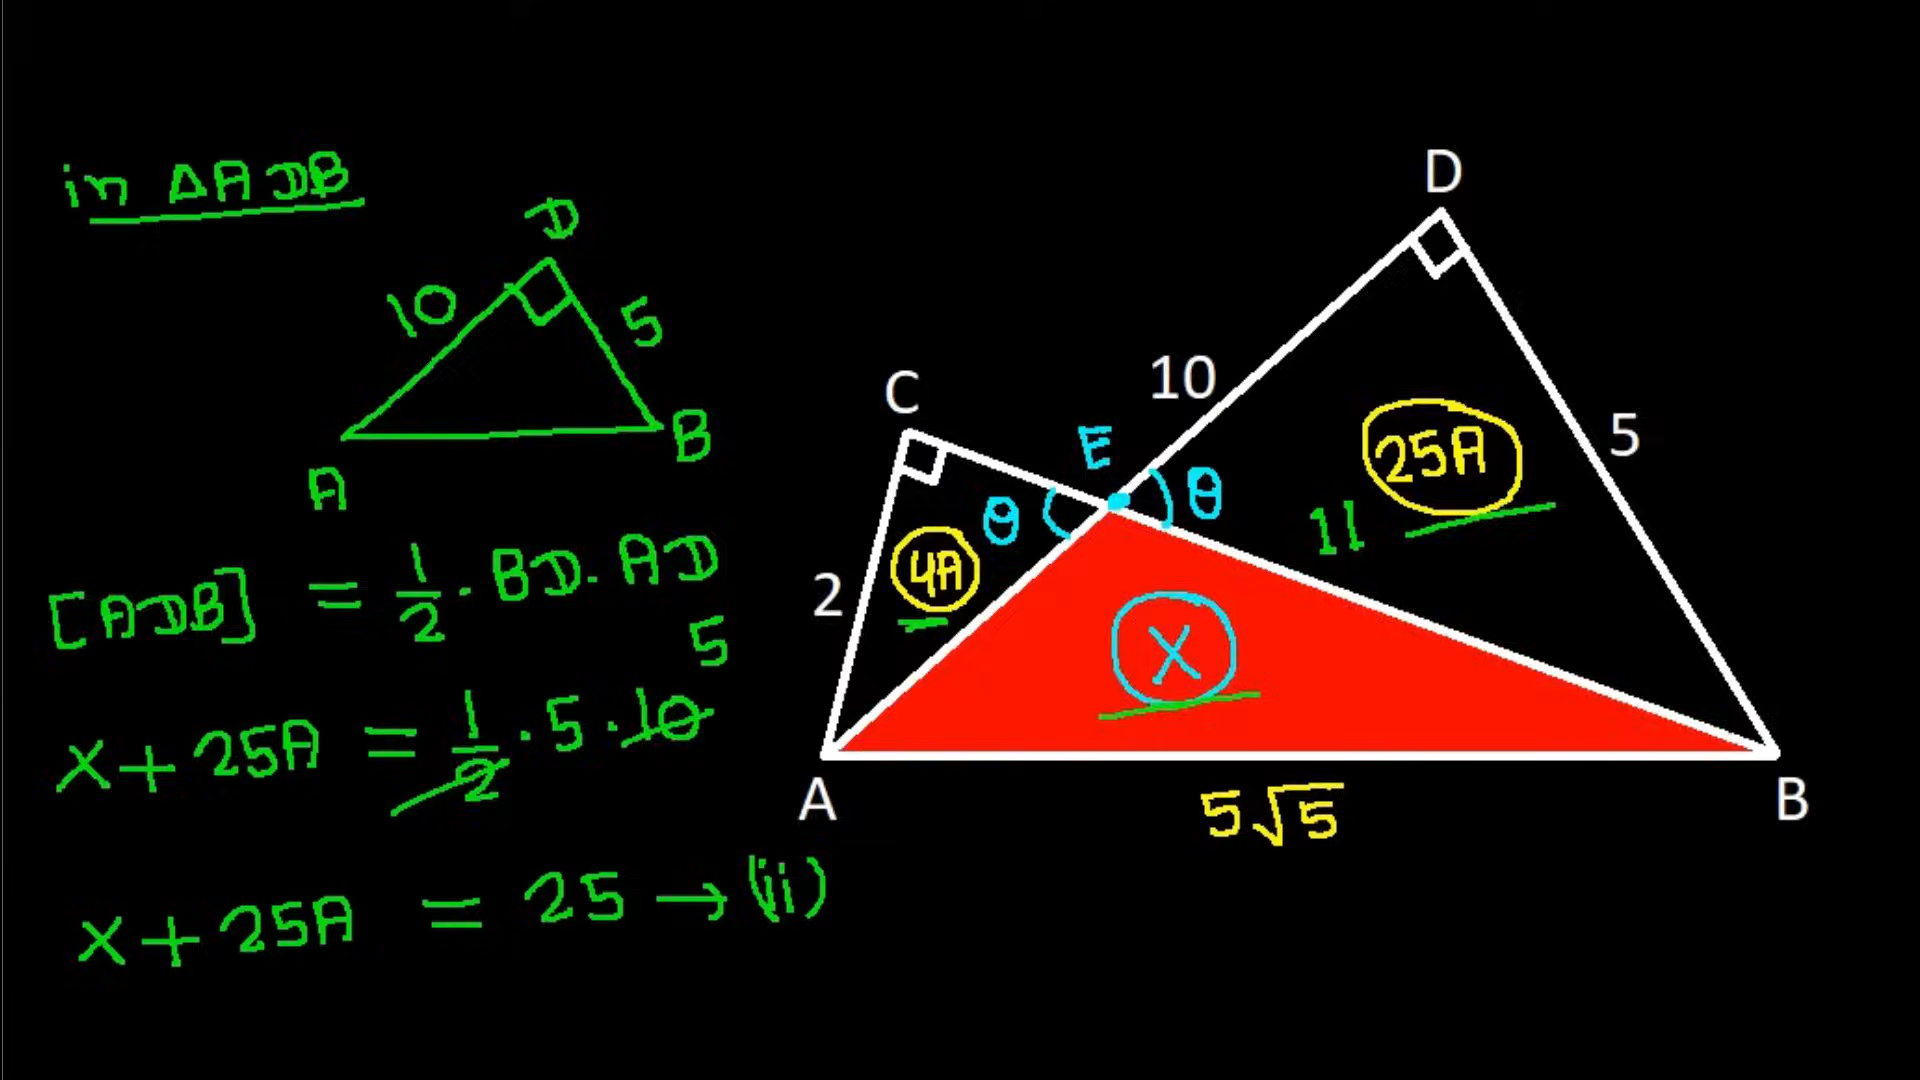 in ΔADB
D
10
5
A
B
[ADB] = 1/2 · BD · AD
5
x + 25A = 1/2 · 5 · 10
x + 25A = 25 → (ii)
D
C
10
E
5
θ
θ
25A
11
2
4A
X
A
B
5√5